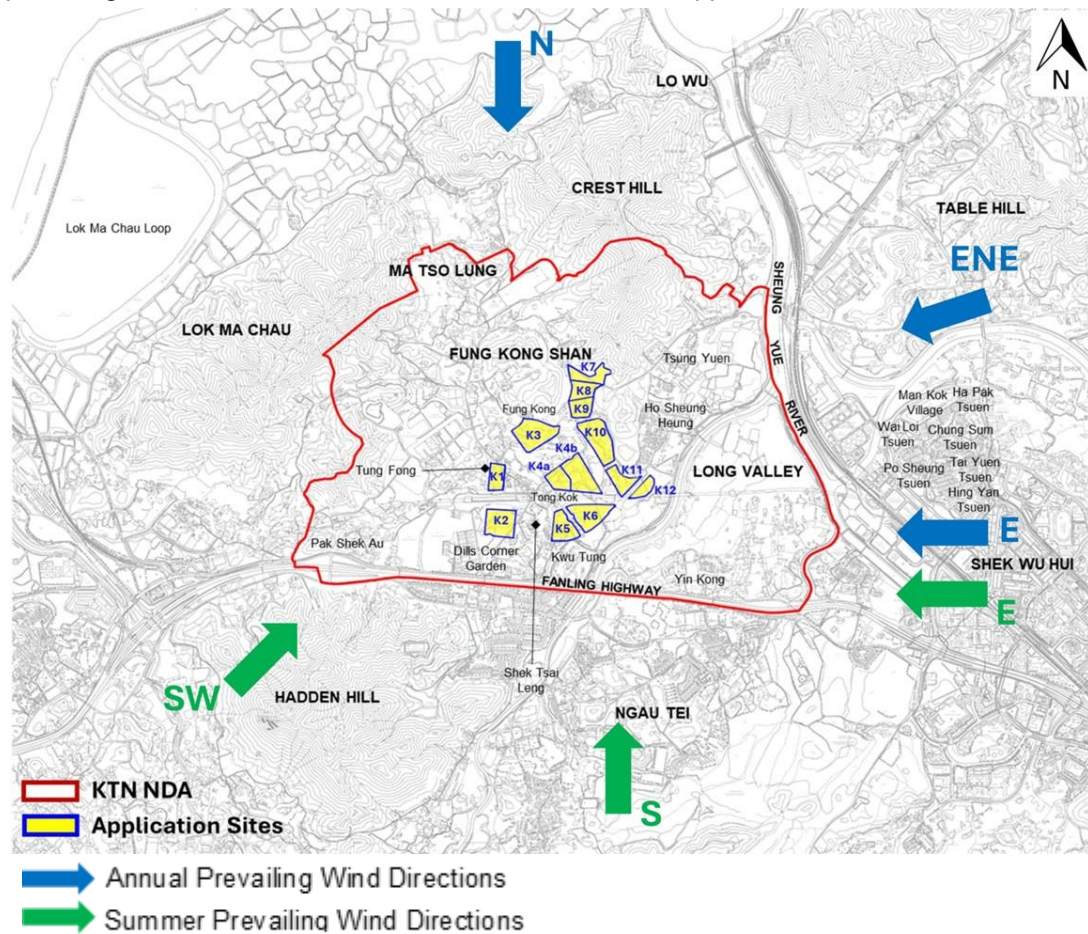 N
N
LO WU
CREST HILL
TABLE HILL
Lok Ma Chau Loop
ENE
MA TSO LUNG
SHEUNG YUE RIVER
LOK MA CHAU
FUNG KONG SHAN
Tsung Yuen
K7
K8
K9
Fung Kong
Ho Sheung
Heung
Man Kok
Village
Ha Pak
Tsuen
Wai Loi
Tsuen
Chung Sum
Tsuen
K3
K10
K4b
Tung Fong
K1
K4a
K11
K12
LONG VALLEY
Po Sheung
Tsuen
Tai Yuen
Tsuen
Hing Yan
Tsuen
Tong Kok
K2
K5
K6
E
Pak Shek Au
Dills Corner
Garden
Kwu Tung
SHEK WU HUI
FANLING HIGHWAY
Yin Kong
E
SW
HADDEN HILL
Shek Tsai
Leng
NGAU TEI
S
KTN NDA
Application Sites
Annual Prevailing Wind Directions
Summer Prevailing Wind Directions